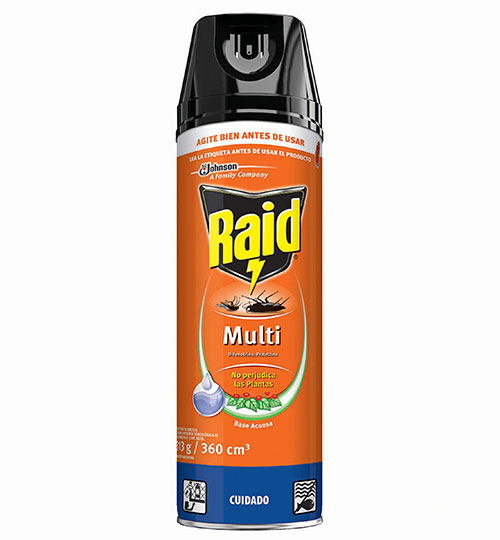 AGITE BIEN ANTES DE USAR
LEA LA ETIQUETA ANTES DE USAR EL PRODUCTO
SC Johnson
A Family Company
Raid®
Multi
No perjudica
las Plantas
Base Acuosa
g / 360 cm³
CUIDADO